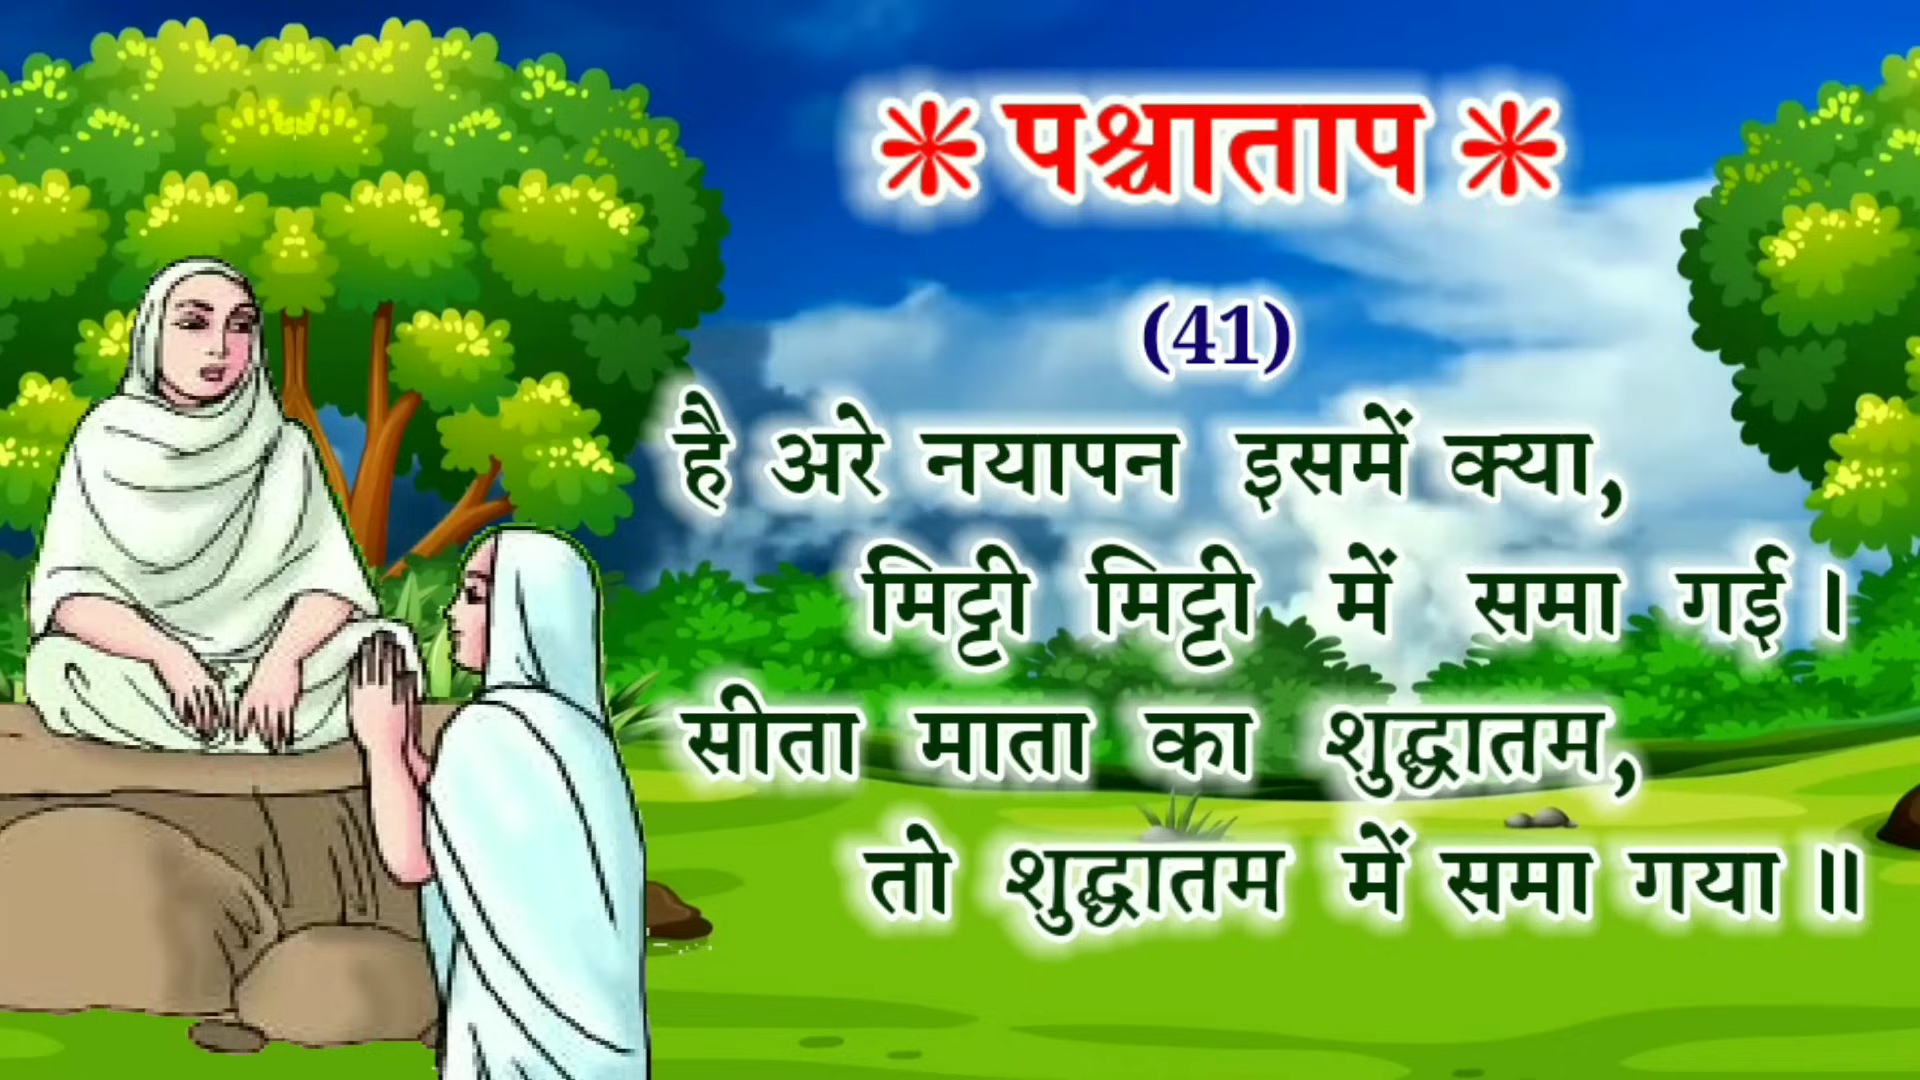 ❊ पश्चाताप ❊
(41)
है अरे नयापन इसमें क्या,
मिट्टी मिट्टी में समा गई ।
सीता माता का शुद्धातम,
तो शुद्धातम में समा गया ॥